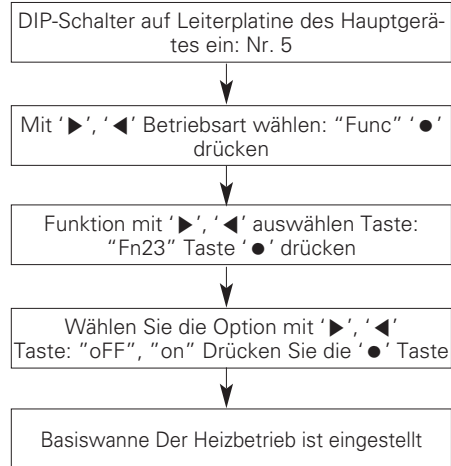 DIP-Schalter auf Leiterplatine des Hauptgerä-
tes ein: Nr. 5
Mit ‘▶’, ‘◀’ Betriebsart wählen: “Func” ‘●’
drücken
Funktion mit ‘▶’, ‘◀’ auswählen Taste:
“Fn23” Taste ‘●’ drücken
Wählen Sie die Option mit ‘▶’, ‘◀’
Taste: ”oFF”, ”on” Drücken Sie die ‘●’ Taste
Basiswanne Der Heizbetrieb ist eingestellt